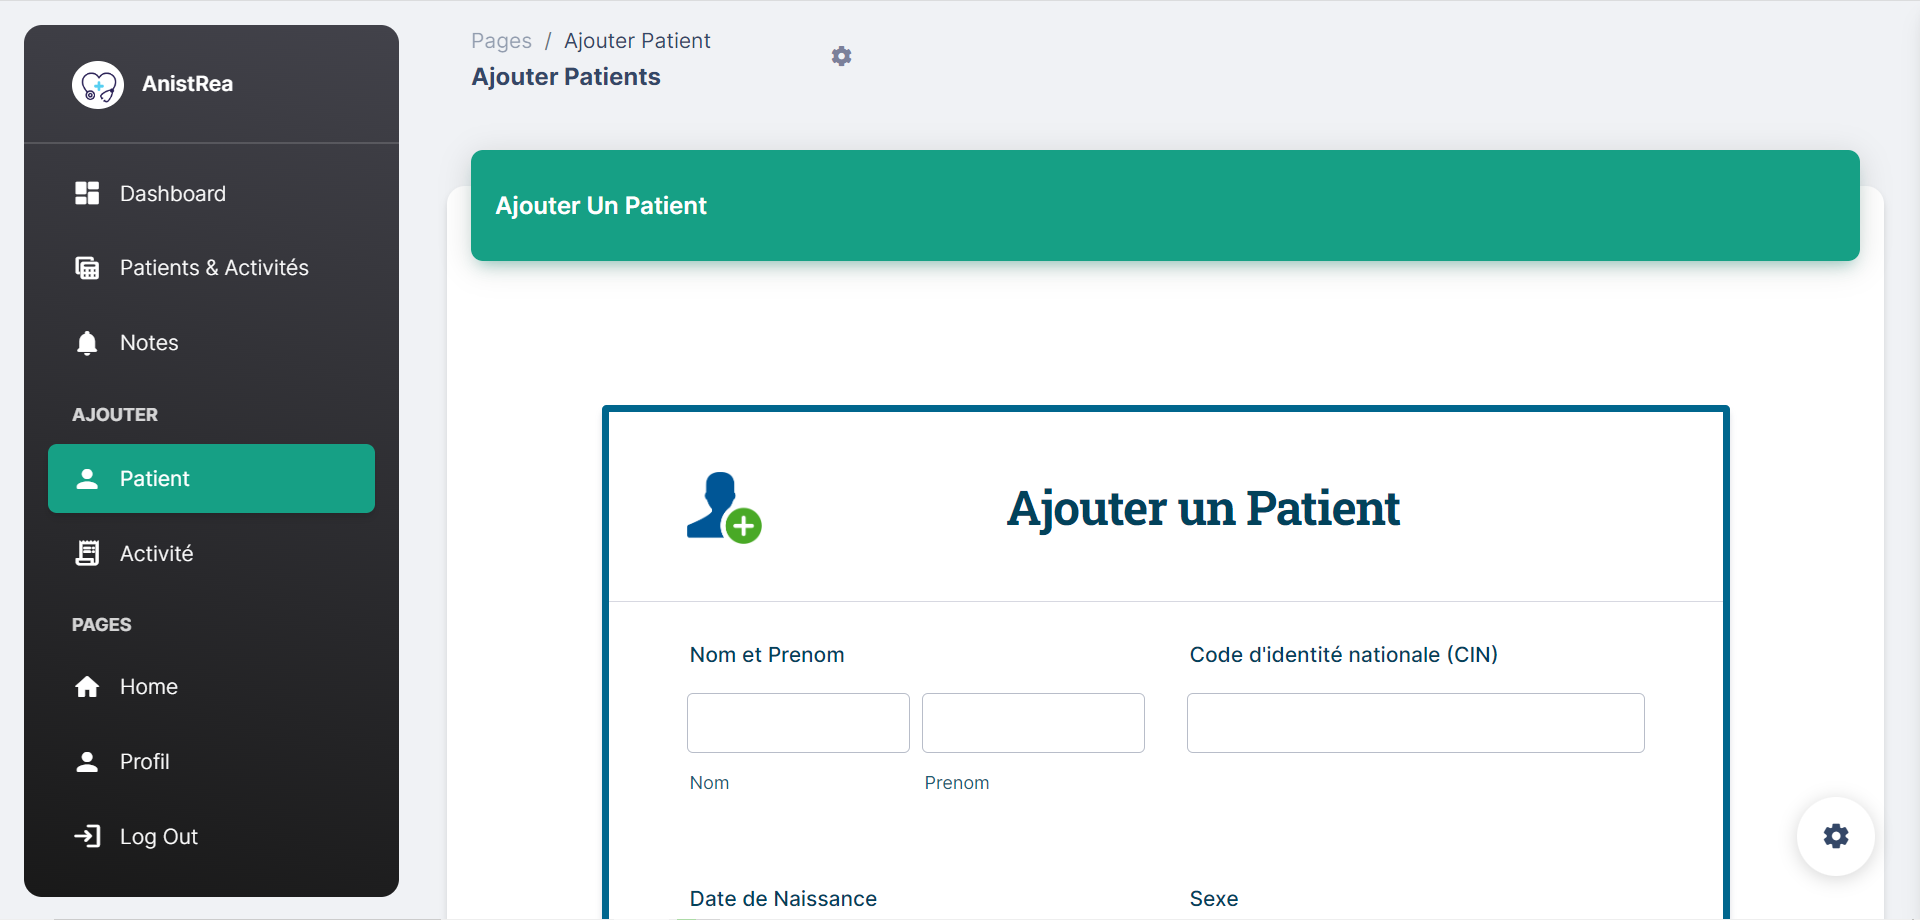 AnistRea
Dashboard
Patients & Activités
Notes
AJOUTER
Patient
Activité
PAGES
Home
Profil
Log Out
Pages / Ajouter Patient
Ajouter Patients
Ajouter Un Patient
Ajouter un Patient
Nom et Prenom
Code d'identité nationale (CIN)
Nom
Prenom
Date de Naissance
Sexe